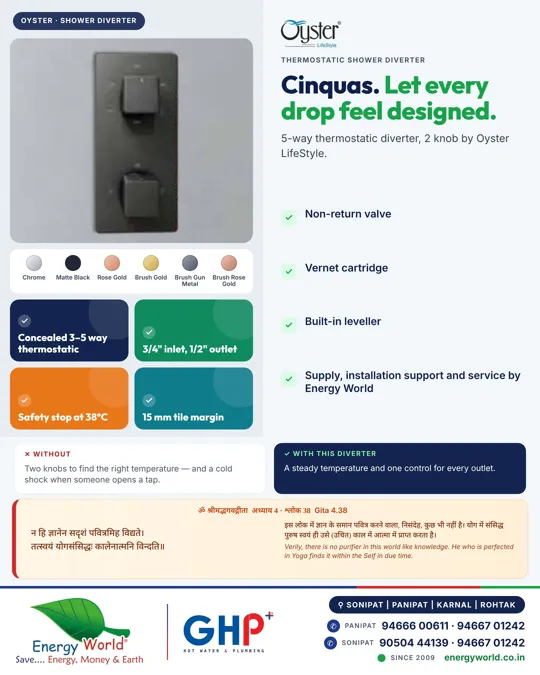 OYSTER · SHOWER DIVERTER
Oyster®
LifeStyle
THERMOSTATIC SHOWER DIVERTER
Cinquas. Let every
drop feel designed.
5-way thermostatic diverter, 2 knob by Oyster
LifeStyle.
Non-return valve
Vernet cartridge
Built-in leveller
Supply, installation support and service by
Energy World
Chrome
Matte Black
Rose Gold
Brush Gold
Brush Gun
Metal
Brush Rose
Gold
Concealed 3–5 way
thermostatic
3/4" inlet, 1/2" outlet
Safety stop at 38°C
15 mm tile margin
✕ WITHOUT
Two knobs to find the right temperature — and a cold
shock when someone opens a tap.
✓ WITH THIS DIVERTER
A steady temperature and one control for every outlet.
ॐ श्रीमद्भगवद्गीता अध्याय 4 · श्लोक 38 Gita 4.38
न हि ज्ञानेन सदृशं पवित्रमिह विद्यते।
तत्स्वयं योगसंसिद्धः कालेनात्मनि विन्दति॥
इस लोक में ज्ञान के समान पवित्र करने वाला, निसंदेह, कुछ भी नहीं है। योग में संसिद्ध
पुरुष स्वयं ही उसे (उचित) काल में आत्मा में प्राप्त करता है।
Verily, there is no purifier in this world like knowledge. He who is perfected
in Yoga finds it within the Self in due time.
Energy World
Save.... Energy, Money & Earth
GHP+
HOT WATER & PLUMBING
SONIPAT | PANIPAT | KARNAL | ROHTAK
PANIPAT 94666 00611 · 94667 01242
SONIPAT 90504 44139 · 94667 01242
SINCE 2009 energyworld.co.in